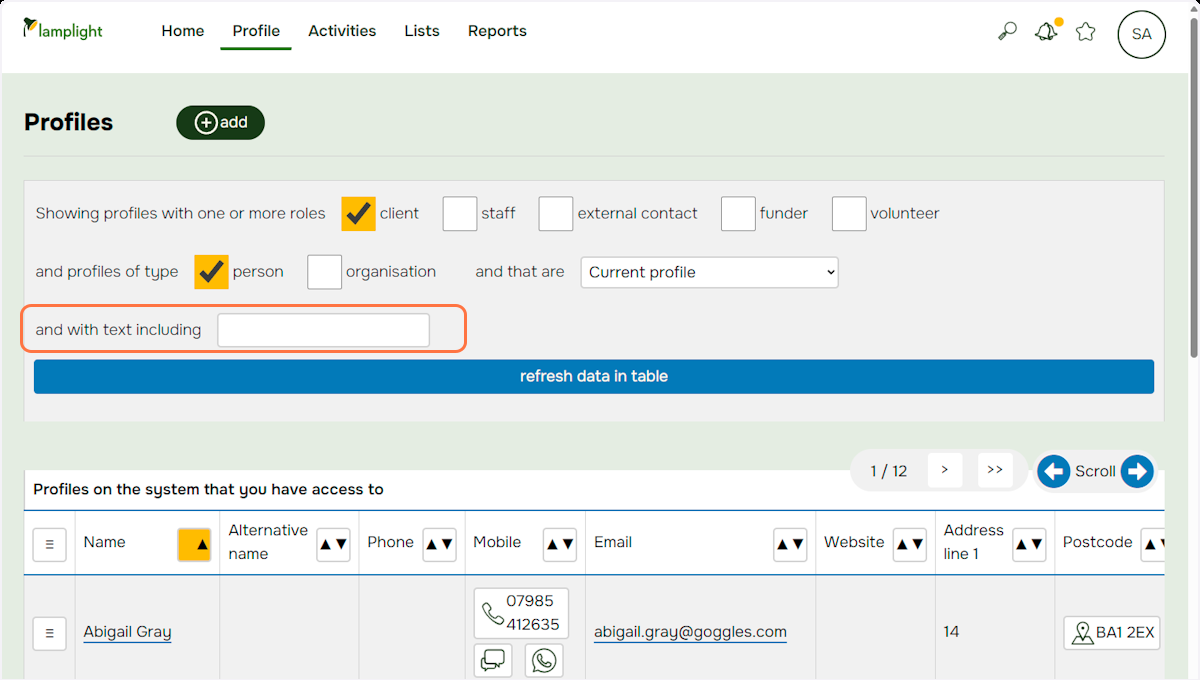 lamplight Home Profile Activities Lists Reports SA
Profiles add
Showing profiles with one or more roles client staff external contact funder volunteer
and profiles of type person organisation and that are Current profile
and with text including
refresh data in table
1 / 12 > >> Scroll
Profiles on the system that you have access to
Name Alternative name Phone Mobile Email Website Address line 1 Postcode
Abigail Gray 07985 412635 abigail.gray@goggles.com 14 BA1 2EX